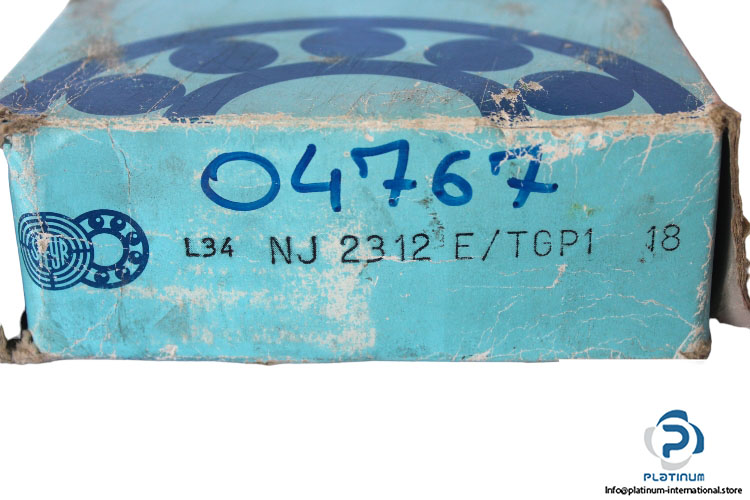 04767
L34 NJ 2312 E/TGP1 18
PLATINUM
Info@platinum-international.store